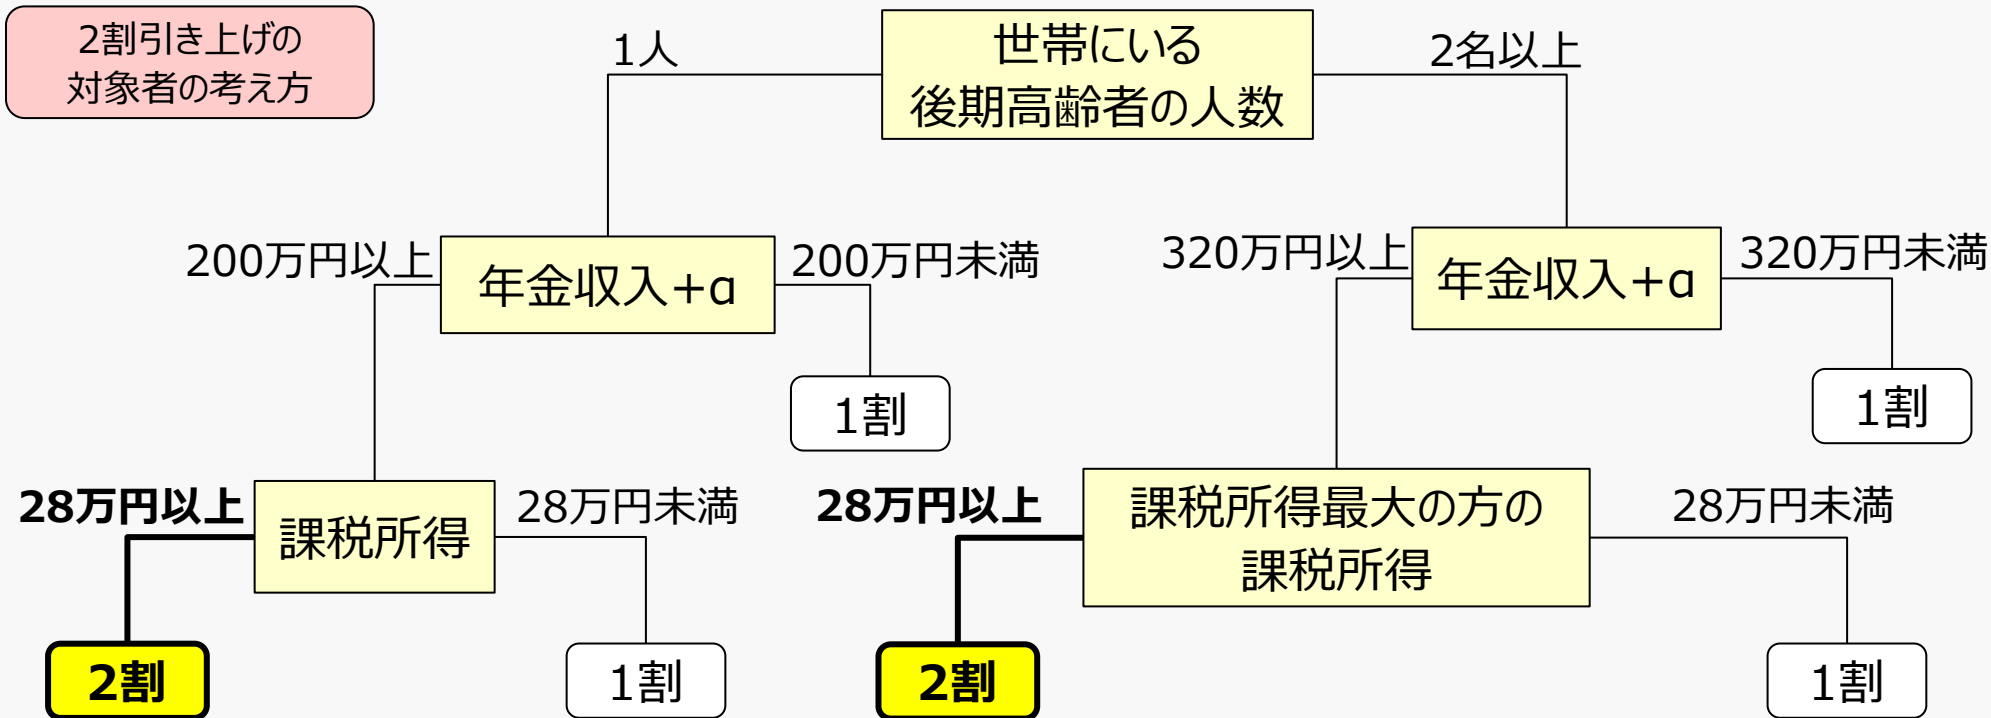 2割引き上げの
対象者の考え方
1人
世帯にいる
後期高齢者の人数
2名以上
200万円以上
年金収入+α
200万円未満
320万円以上
年金収入+α
320万円未満
1割
1割
28万円以上
課税所得
28万円未満
28万円以上
課税所得最大の方の
課税所得
28万円未満
2割
1割
2割
1割